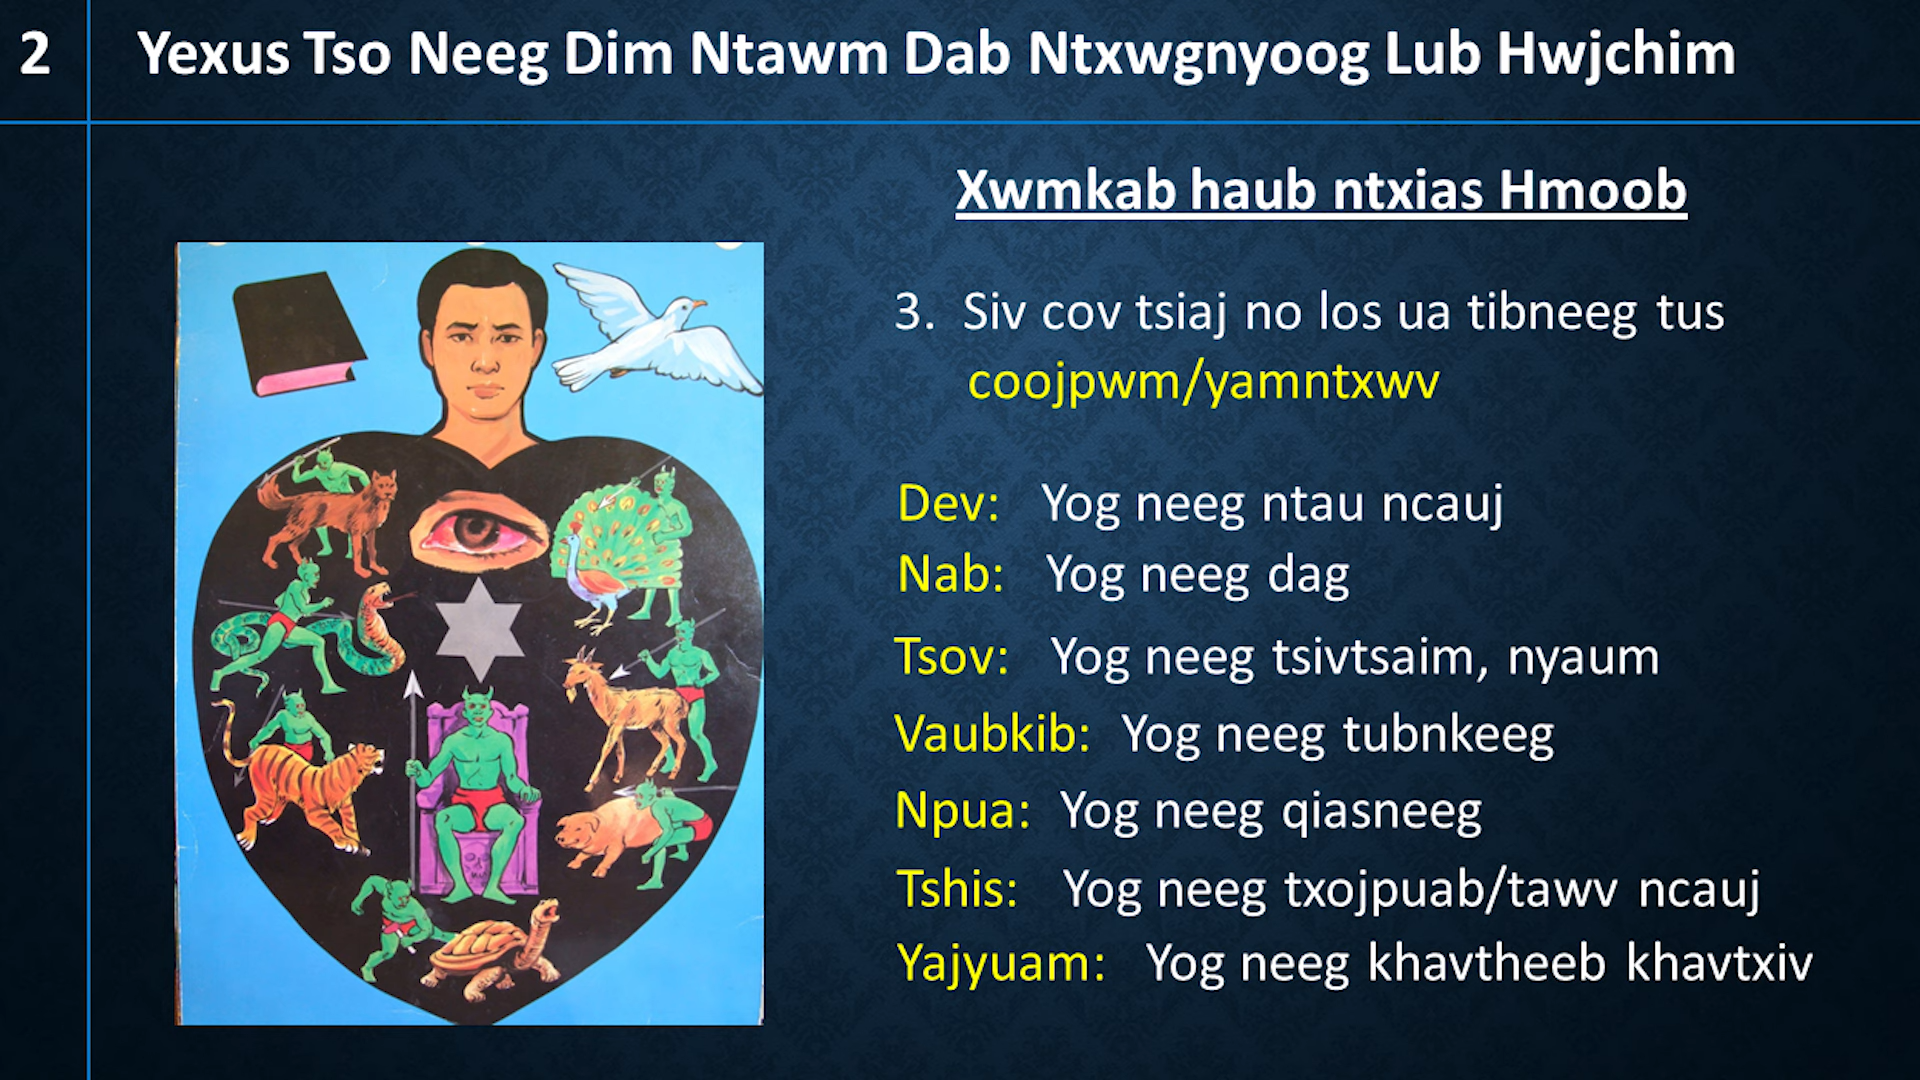 2
Yexus Tso Neeg Dim Ntawm Dab Ntxwgnyoog Lub Hwjchim
Xwmkab haub ntxias Hmoob
3. Siv cov tsiaj no los ua tibneeg tus
coojpwm/yamntxwv
Dev: Yog neeg ntau ncauj
Nab: Yog neeg dag
Tsov: Yog neeg tsivtsaim, nyaum
Vaubkib: Yog neeg tubnkeeg
Npua: Yog neeg qiasneeg
Tshis: Yog neeg txojpuab/tawv ncauj
Yajyuam: Yog neeg khavtheeb khavtxiv